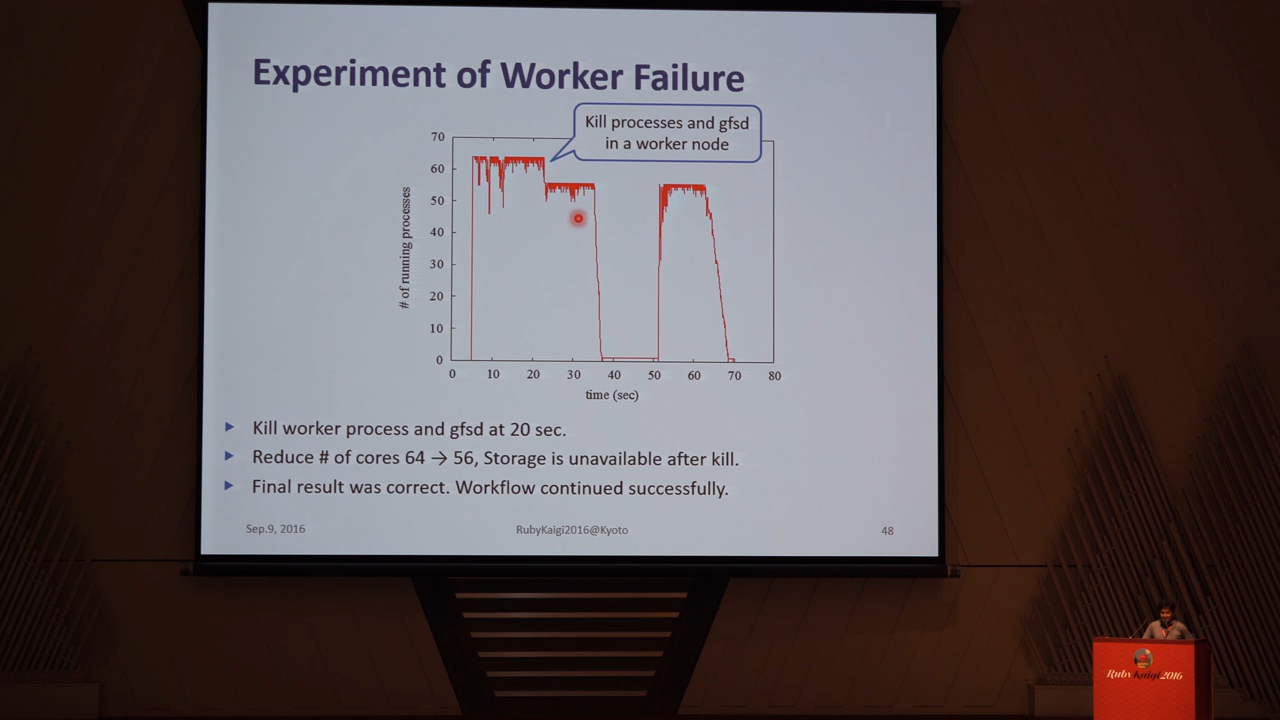 Experiment of Worker Failure
Kill processes and gfsd
in a worker node
70
60
50
40
30
20
10
0
# of running processes
0 10 20 30 40 50 60 70 80
time (sec)
Kill worker process and gfsd at 20 sec.
Reduce # of cores 64 → 56, Storage is unavailable after kill.
Final result was correct. Workflow continued successfully.
Sep.9, 2016 RubyKaigi2016@Kyoto 48
RubyKaigi2016